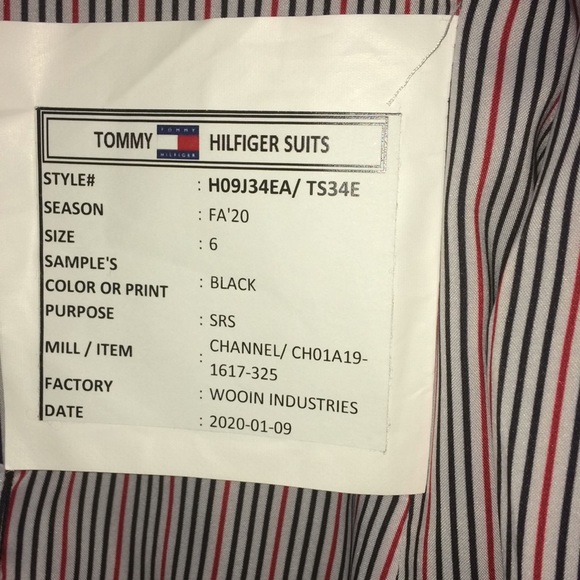 TOMMY TOMMY HILFIGER HILFIGER SUITS
STYLE# : H09J34EA/ TS34E
SEASON : FA'20
SIZE : 6
SAMPLE'S
COLOR OR PRINT : BLACK
PURPOSE : SRS
MILL / ITEM : CHANNEL/ CH01A19-
1617-325
FACTORY : WOOIN INDUSTRIES
DATE : 2020-01-09